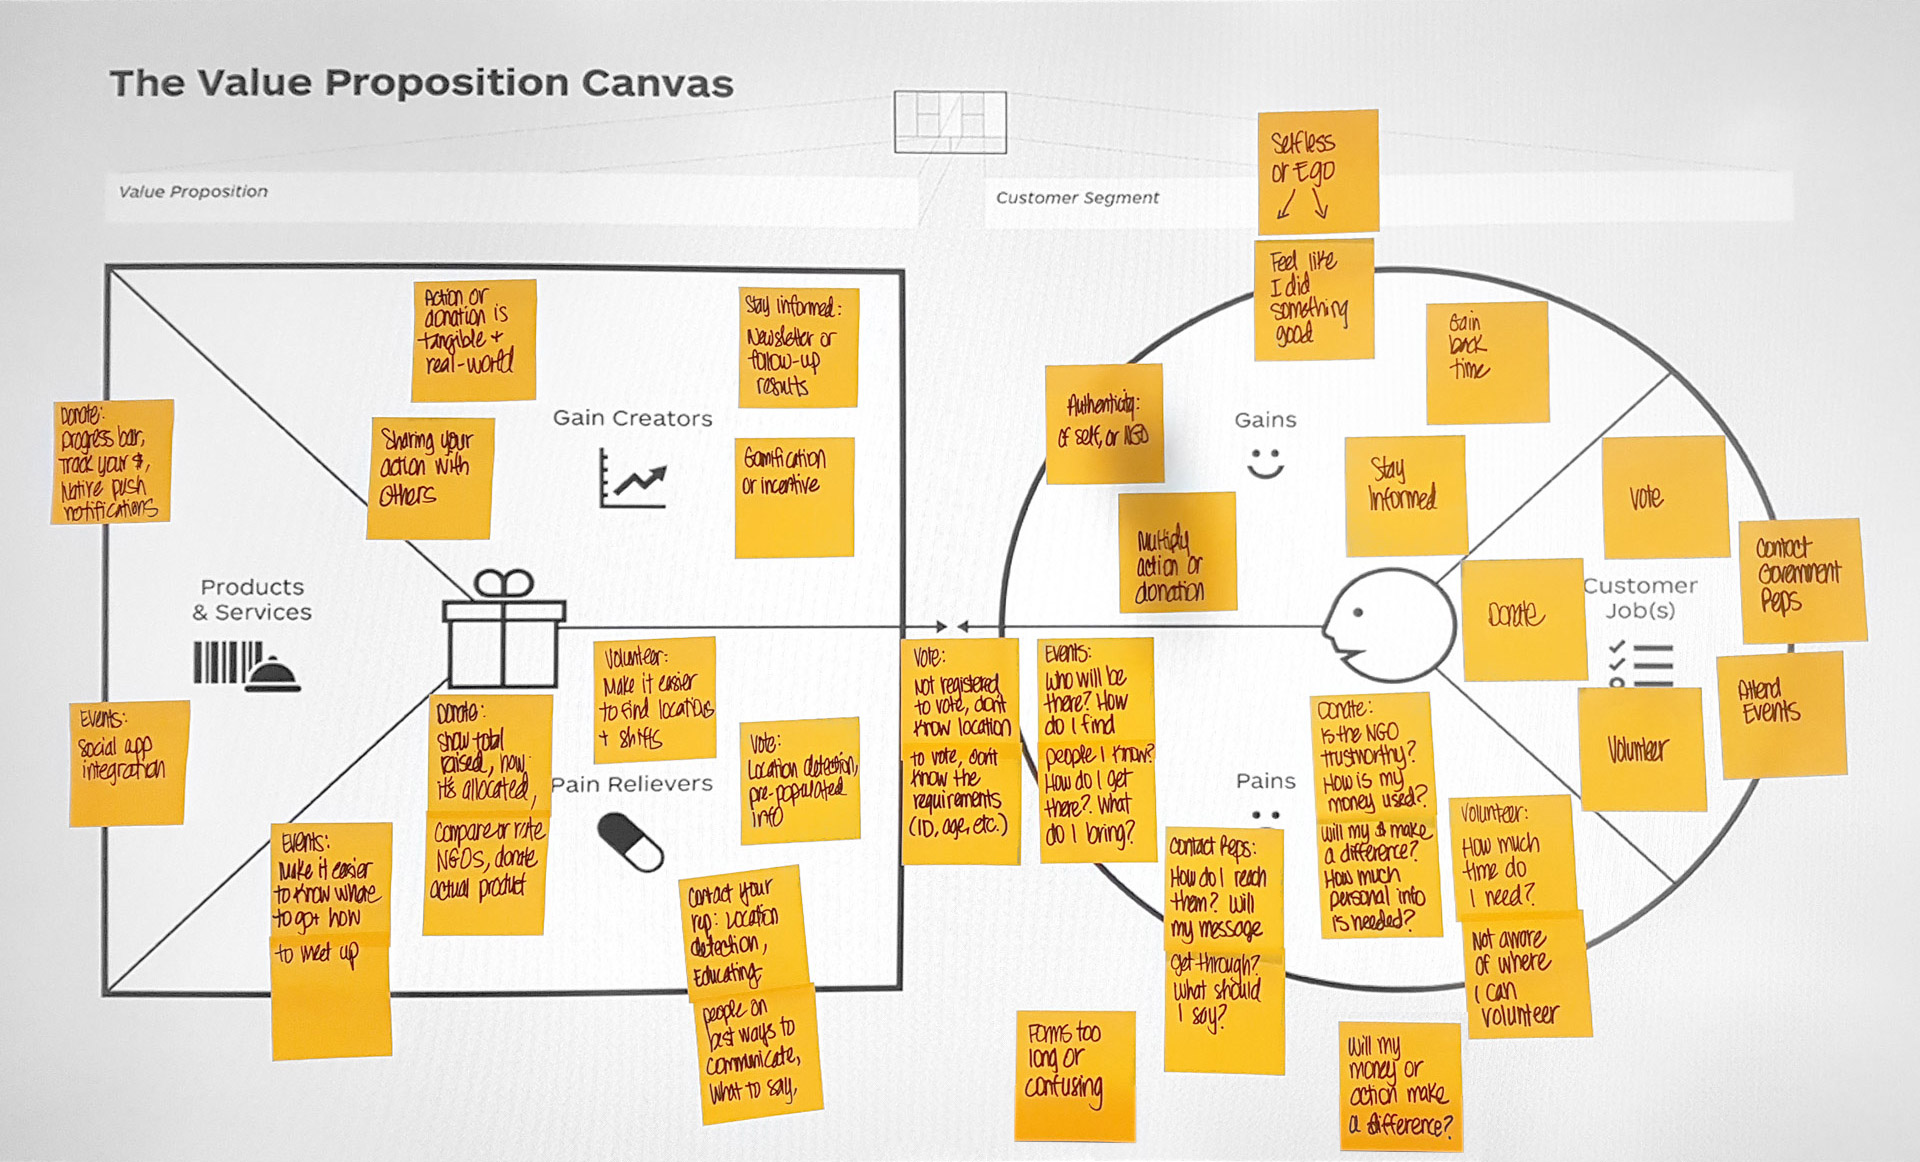 The Value Proposition Canvas
Value Proposition
Customer Segment
Selfless
or Ego
Feel like
I did
something
good
Action or
donation is
tangible +
real-world
Stay informed:
Newsletter or
follow-up
results
Gain
back
time
Donate:
progress bar,
Track your $,
Native push
notifications
Sharing your
action with
others
Gain Creators
Gamification
or incentive
Authenticity:
of self, or NGO
Gains
Stay
Informed
Vote
Multiply
action or
donation
Products
& Services
Donate
Customer
Job(s)
Contact
Government
Reps
Events:
Social app
integration
Volunteer:
Make it easier
to find locations
+ shifts
Donate:
show total
raised, how
it's allocated,
compare or rate
NGOs, donate
actual product
Vote:
Location detection,
pre-populated
info
Pain Relievers
Events:
Make it easier
to know where
to go + how
to meet up
Contact your
rep: Location
detection,
Educating
people on
best ways to
communicate,
what to say,
Vote:
Not registered
to vote, don't
know location
to vote, don't
know the
requirements
(ID, age, etc.)
Events:
Who will be
there? How
do I find
people I know?
How do I get
there? What
do I bring?
Pains
Contact Reps:
How do I reach
them? Will
my message
get through?
What should
I say?
Donate:
Is the NGO
trustworthy?
How is my
money used?
Will my $ make
a difference?
How much
personal info
is needed?
Volunteer
Attend
Events
Volunteer:
How much
time do
I need?
Not aware
of where
I can
volunteer
Forms too
long or
confusing
Will my
money or
action make
a difference?